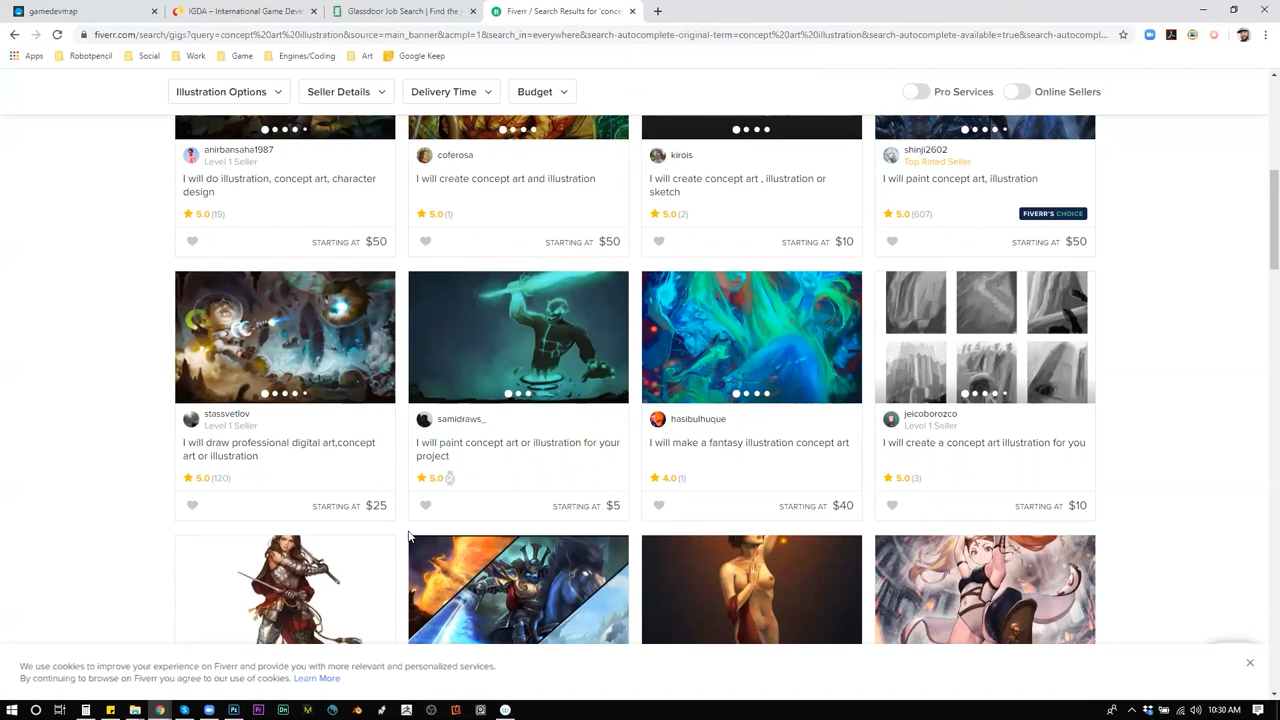 gamedevmap
IGDA – International Game Deve
Glassdoor Job Search | Find the j
Fiverr / Search Results for 'conce
fiverr.com/search/gigs?query=concept%20art%20illustration&source=main_banner&acmpl=1&search_in=everywhere&search-autocomplete-original-term=concept%20art%20illustration&search-autocomplete-available=true&search-autocompl...
Apps Robotpencil Social Work Game Engines/Coding Art Google Keep
Illustration Options Seller Details Delivery Time Budget Pro Services Online Sellers
anirbansaha1987
Level 1 Seller
I will do illustration, concept art, character
design
5.0 (19)
STARTING AT $50
coferosa
I will create concept art and illustration
5.0 (1)
STARTING AT $50
kirois
I will create concept art , illustration or
sketch
5.0 (2)
STARTING AT $10
shinji2602
Top Rated Seller
I will paint concept art, illustration
5.0 (607)
FIVERR'S CHOICE
STARTING AT $50
stassvetlov
Level 1 Seller
I will draw professional digital art,concept
art or illustration
5.0 (120)
STARTING AT $25
samidraws_
I will paint concept art or illustration for your
project
5.0
STARTING AT $5
hasibulhuque
I will make a fantasy illustration concept art
4.0 (1)
STARTING AT $40
jeicoborozco
Level 1 Seller
I will create a concept art illustration for you
5.0 (3)
STARTING AT $10
We use cookies to improve your experience on Fiverr and provide you with more relevant and personalized services.
By continuing to browse on Fiverr you agree to our use of cookies. Learn More
10:30 AM